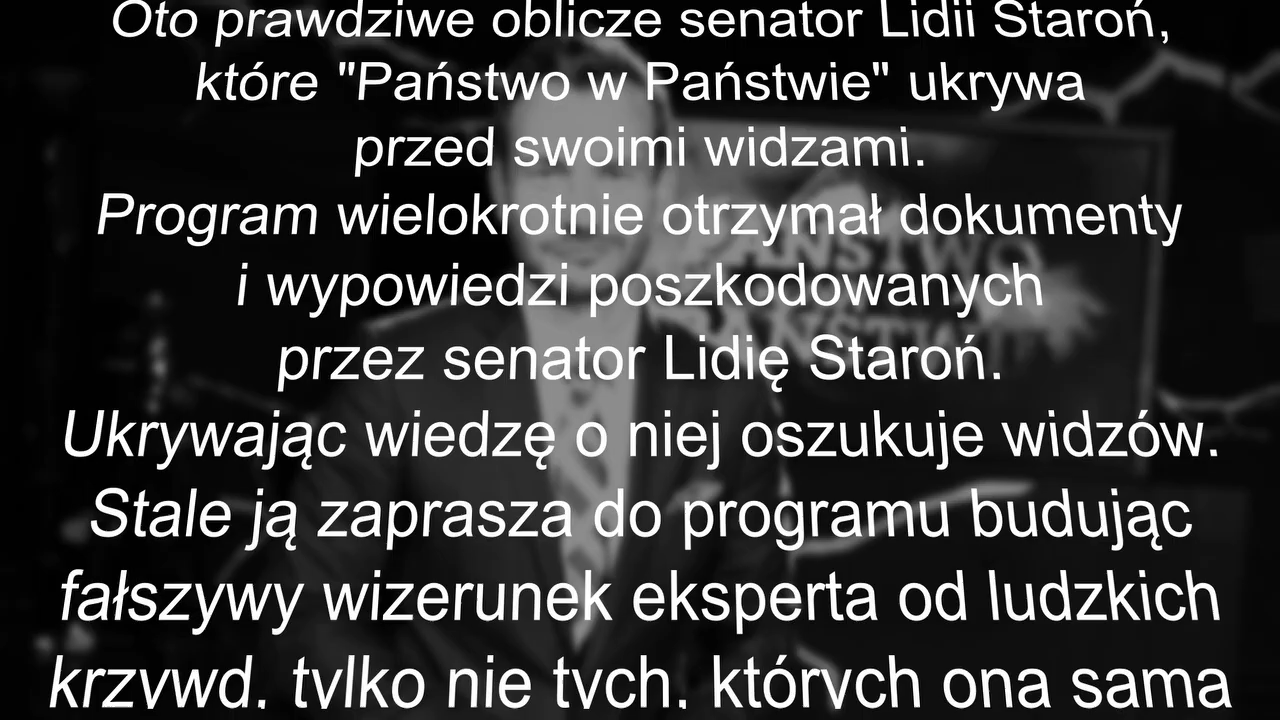 Oto prawdziwe oblicze senator Lidii Staroń,
które "Państwo w Państwie" ukrywa
przed swoimi widzami.
Program wielokrotnie otrzymał dokumenty
i wypowiedzi poszkodowanych
przez senator Lidię Staroń.
Ukrywając wiedzę o niej oszukuje widzów.
Stale ją zaprasza do programu budując
fałszywy wizerunek eksperta od ludzkich
krzywd, tylko nie tych, których ona sama